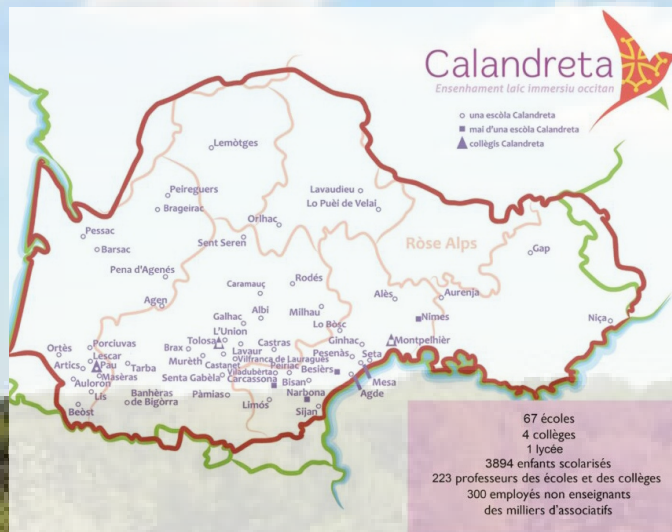 Calandreta
Ensenhament laïc immersiu occitan
una escòla Calandreta
mai d'una escòla Calandreta
collègis Calandreta
Lemòtges
Peireguers
Lavaudieu
Brageirac
Lo Puèi de Velai
Orlhac
Pessac
Sent Seren
Ròse Alps
Barsac
Gap
Pena d'Agenés
Caramauç
Rodés
Agen
Alès
Aurenja
Albi
Milhau
Galhac
Nimes
Niça
L'Union
Lo Bòsc
Tolosa
Castras
Ginhac
Montpelhièr
Ortès
Porciuvas
Brax
Lavaur
Lescar
Murèth
Vilfranca de Lauragués
Pesenàs
Seta
Artics
Pau
Tarba
Castanet
Viladubèrt
Peiriac
Besièrs
Masèras
Senta Gabèla
Carcassona
Bisan
Mesa
Auloron
Lis
Banhèras
de Bigòrra
Pàmias
Limós
Narbona
Agde
Beòst
Sijan
67 écoles
4 collèges
1 lycée
3894 enfants scolarisés
223 professeurs des écoles et des collèges
300 employés non enseignants
des milliers d'associatifs